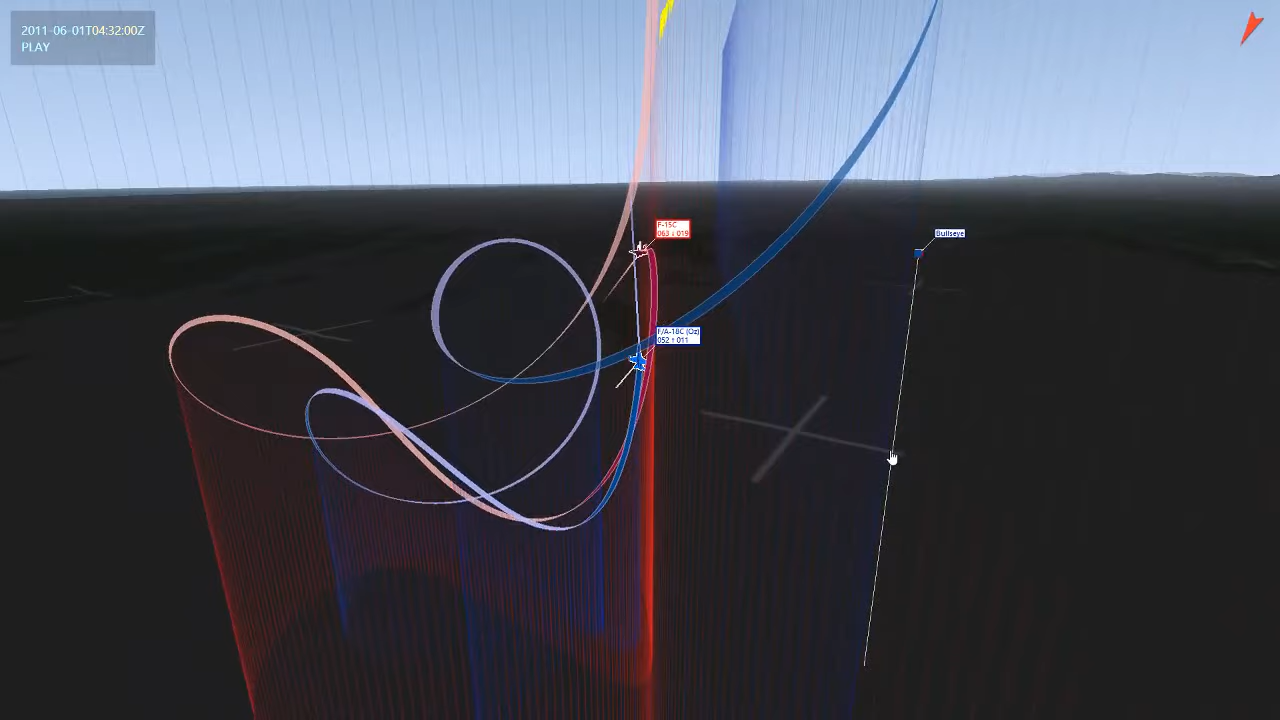 2011-06-01T04:32:00Z
PLAY
F-15C
063 ↓ 019
Bullseye
F/A-18C (Oz)
052 ↑ 011